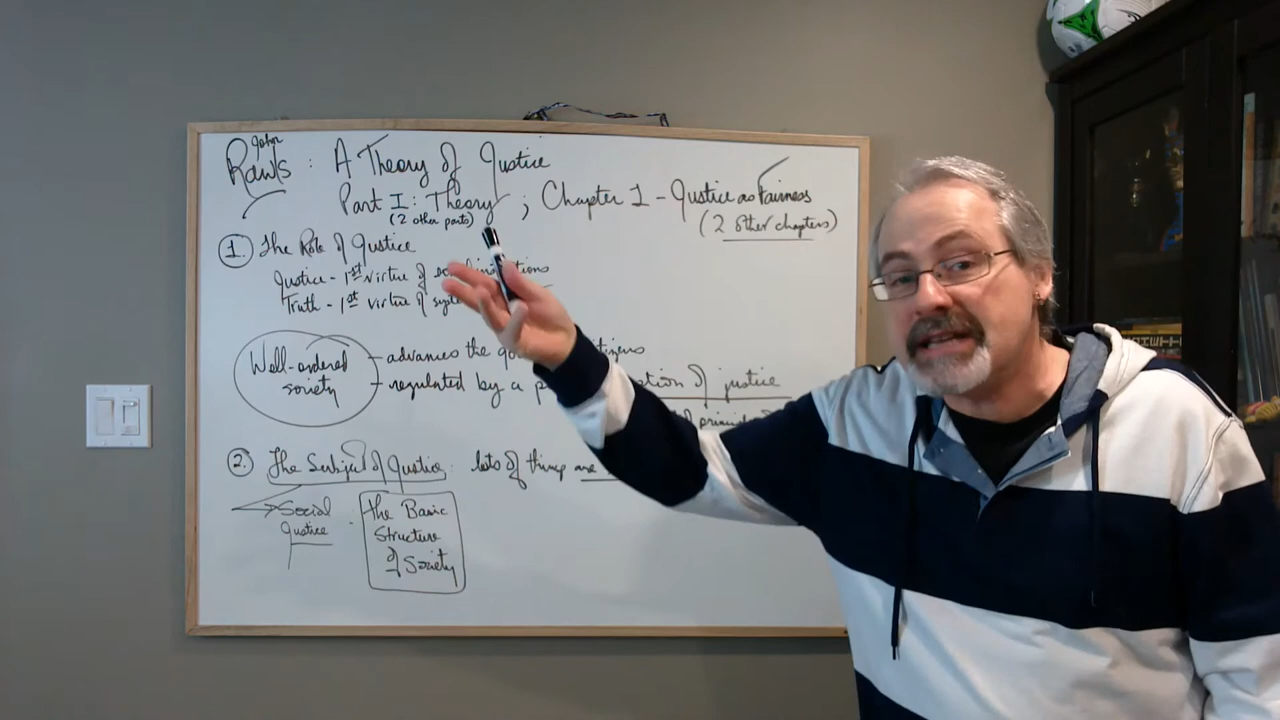 John
Rawls : A Theory of Justice
Part I: Theory ; Chapter 1 - Justice as Fairness
(2 other parts)
(2 other chapters)
1. The Role of Justice
Justice - 1st virtue of
Truth - 1st virtue of
Well-ordered society
- advances the
- regulated by a
of justice
2. The Subject of Justice: lots of things are
Social Justice - The Basic Structure of Society